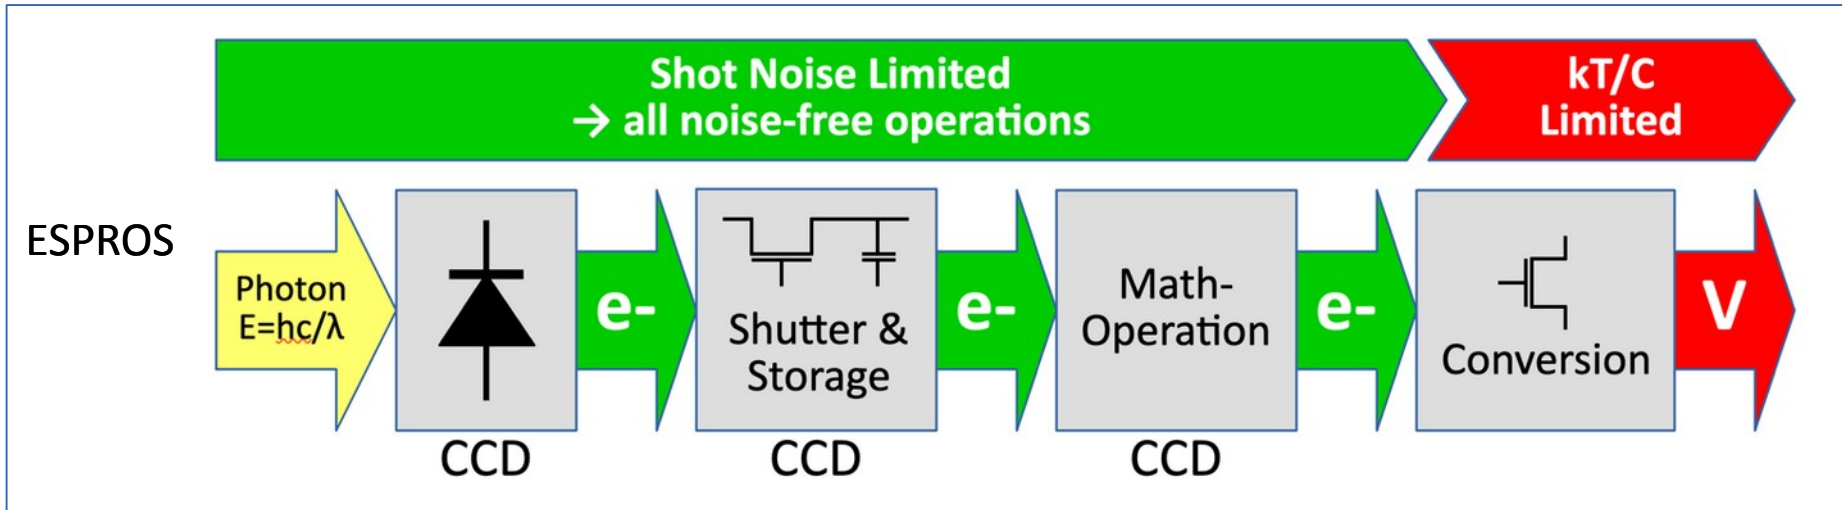 Shot Noise Limited
→ all noise-free operations
kT/C
Limited
ESPROS
Photon
E=hc/λ
e-
Shutter &
Storage
e-
Math-
Operation
e-
Conversion
V
CCD
CCD
CCD